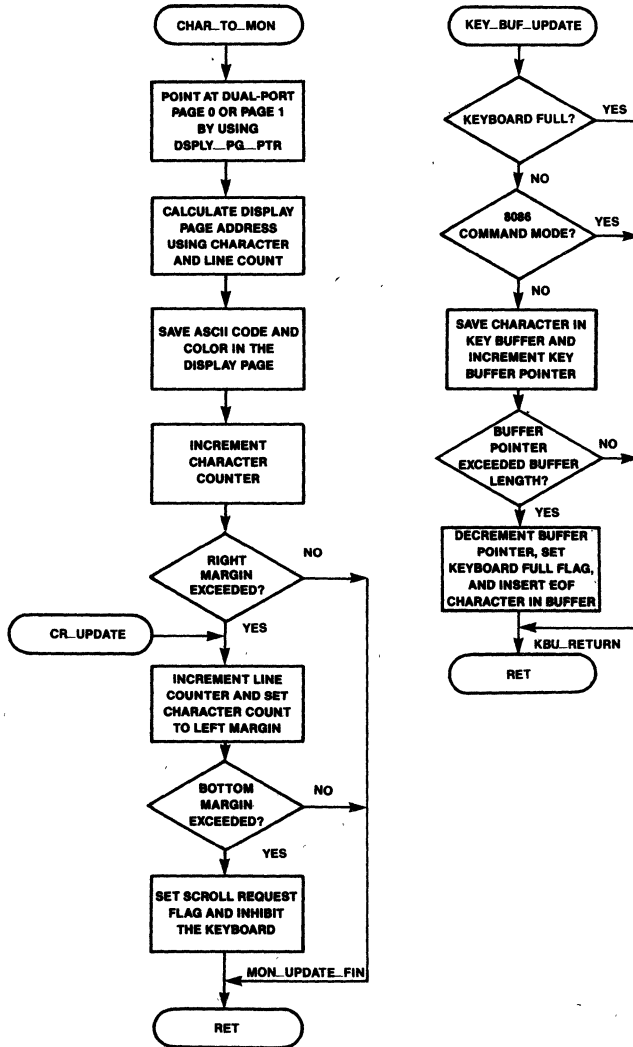 CHAR_TO_MON
POINT AT DUAL-PORT
PAGE 0 OR PAGE 1
BY USING
DSPLY_PG_PTR
CALCULATE DISPLAY
PAGE ADDRESS
USING CHARACTER
AND LINE COUNT
SAVE ASCII CODE AND
COLOR IN THE
DISPLAY PAGE
INCREMENT
CHARACTER
COUNTER
RIGHT
MARGIN
EXCEEDED?
NO
YES
CR_UPDATE
INCREMENT LINE
COUNTER AND SET
CHARACTER COUNT
TO LEFT MARGIN
BOTTOM
MARGIN
EXCEEDED?
NO
YES
SET SCROLL REQUEST
FLAG AND INHIBIT
THE KEYBOARD
MON_UPDATE_FIN
RET
KEY_BUF_UPDATE
KEYBOARD FULL?
YES
NO
8086
COMMAND MODE?
YES
NO
SAVE CHARACTER IN
KEY BUFFER AND
INCREMENT KEY
BUFFER POINTER
BUFFER
POINTER
EXCEEDED BUFFER
LENGTH?
NO
YES
DECREMENT BUFFER
POINTER, SET
KEYBOARD FULL FLAG,
AND INSERT EOF
CHARACTER IN BUFFER
KBU_RETURN
RET